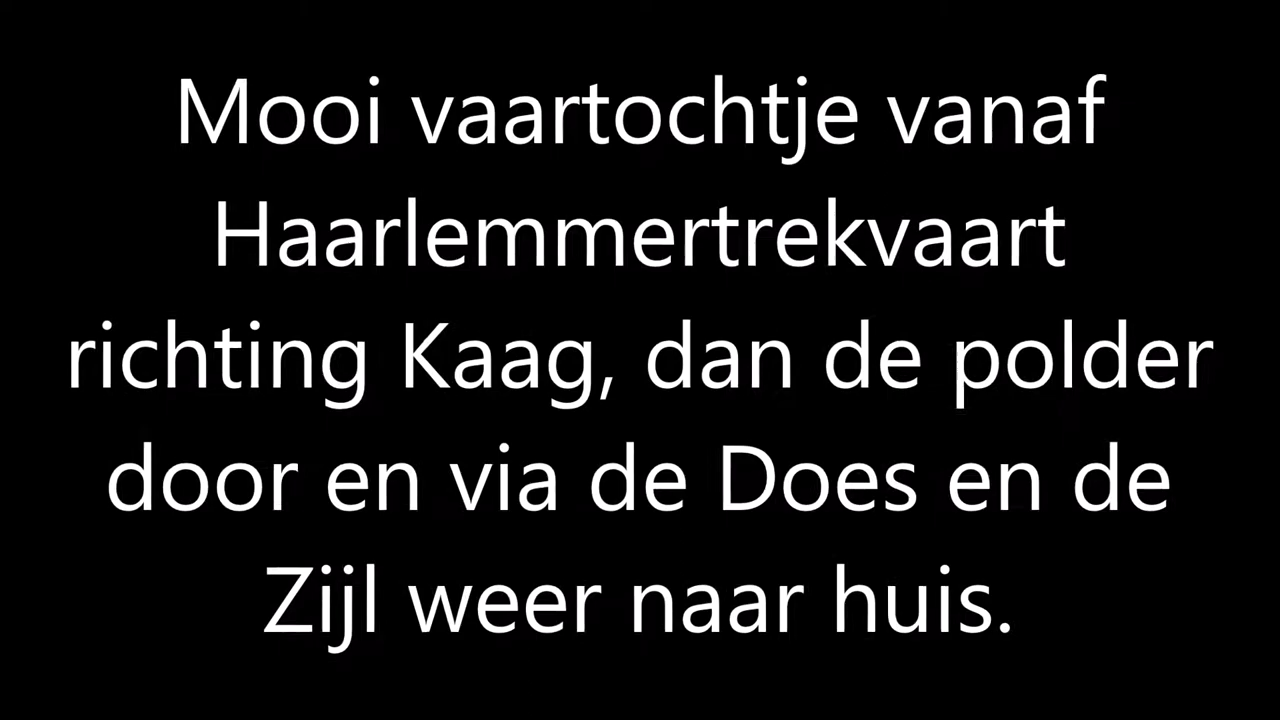 Mooi vaartochtje vanaf
Haarlemmertrekvaart
richting Kaag, dan de polder
door en via de Does en de
Zijl weer naar huis.